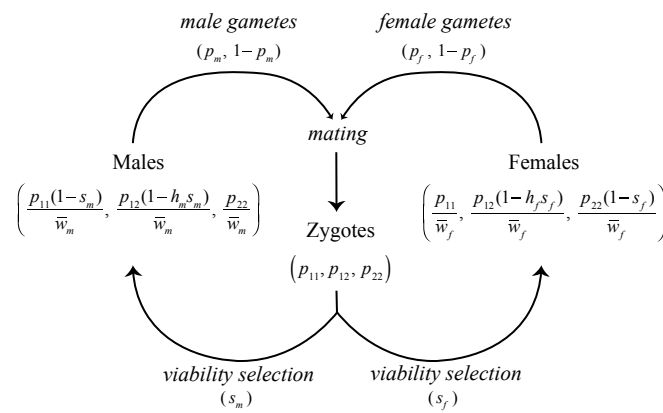 male gametes
(p_m, 1−p_m)
female gametes
(p_f, 1−p_f)
mating
Males
(p_11(1−s_m)/w̅_m, p_12(1−h_m s_m)/w̅_m, p_22/w̅_m)
Females
(p_11/w̅_f, p_12(1−h_f s_f)/w̅_f, p_22(1−s_f)/w̅_f)
Zygotes
(p_11, p_12, p_22)
viability selection
(s_m)
viability selection
(s_f)